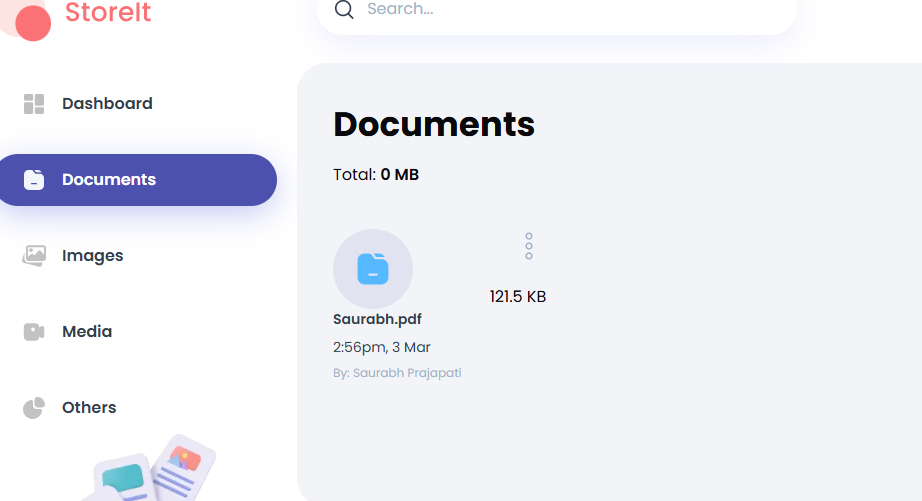 StoreIt
Search...
Dashboard
Documents
Images
Media
Others
Documents
Total: 0 MB
121.5 KB
Saurabh.pdf
2:56pm, 3 Mar
By: Saurabh Prajapati